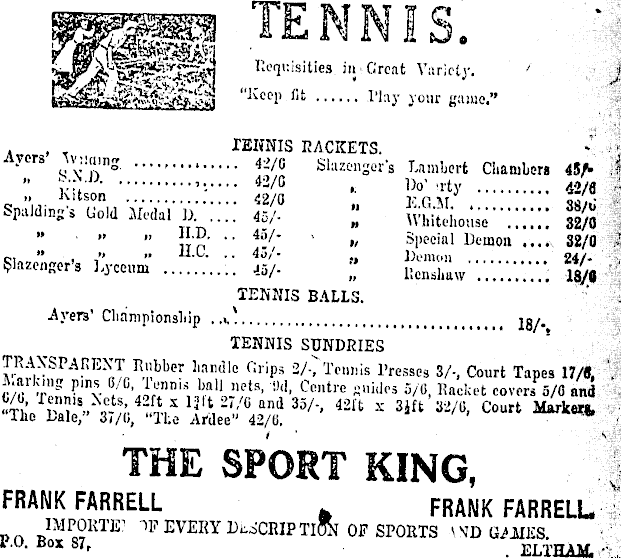 TENNIS.
Requisities in Great Variety.
"Keep fit ...... Play your game."
TENNIS RACKETS.
Ayers' Wilding .............. 42/6
„ S.N.D. .............. 42/6
„ Kitson .............. 42/6
Spalding's Gold Medal D. .... 45/-
„ „ „ H.D. .. 45/-
„ „ „ H.C. .. 45/-
Slazenger's Lyceum .......... 45/-
Slazenger's Lambert Chambers 45/-
„ .......... 42/6
„ E.G.M. ........... 38/6
„ Whitehouse ...... 32/6
„ Special Demon .... 32/6
„ Demon ........... 24/-
„ Renshaw .......... 18/6
TENNIS BALLS.
Ayers' Championship ...................................... 18/-,
TENNIS SUNDRIES
TRANSPARENT Rubber handle Grips 2/-, Tennis Presses 3/-, Court Tapes 17/6,
Marking pins 6/6, Tennis ball nets, 9d, Centre guides 5/6, Racket covers 5/6 and
6/6, Tennis Nets, 42ft x 1¾ft 27/6 and 35/-, 42ft x 3½ft 32/6, Court Markers,
"The Dale," 37/6, "The Ardee" 42/6.
THE SPORT KING,
FRANK FARRELL FRANK FARRELL.
IMPORTER OF EVERY DESCRIPTION OF SPORTS AND GAMES.
P.O. Box 87, ELTHAM.